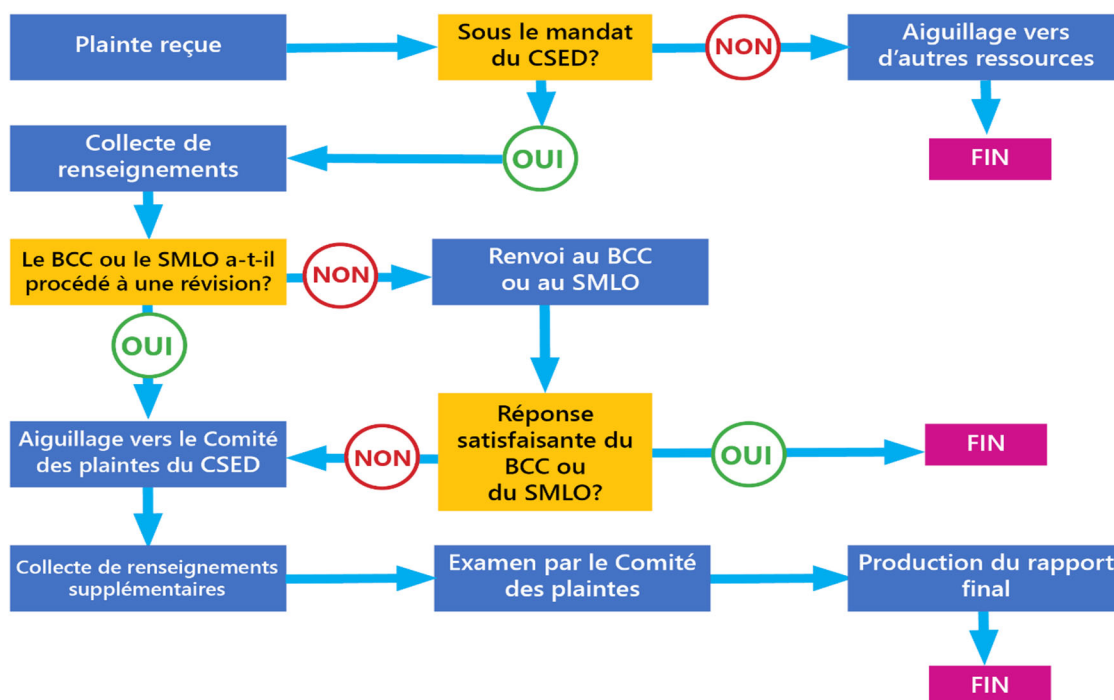 Plainte reçue
Sous le mandat
du CSED?
NON
Aiguillage vers
d'autres ressources
Collecte de
renseignements
OUI
FIN
Le BCC ou le SMLO a-t-il
procédé à une révision?
NON
Renvoi au BCC
ou au SMLO
OUI
Aiguillage vers le Comité
des plaintes du CSED
NON
Réponse
satisfaisante du
BCC ou
du SMLO?
OUI
FIN
Collecte de renseignements
supplémentaires
Examen par le Comité
des plaintes
Production du rapport
final
FIN